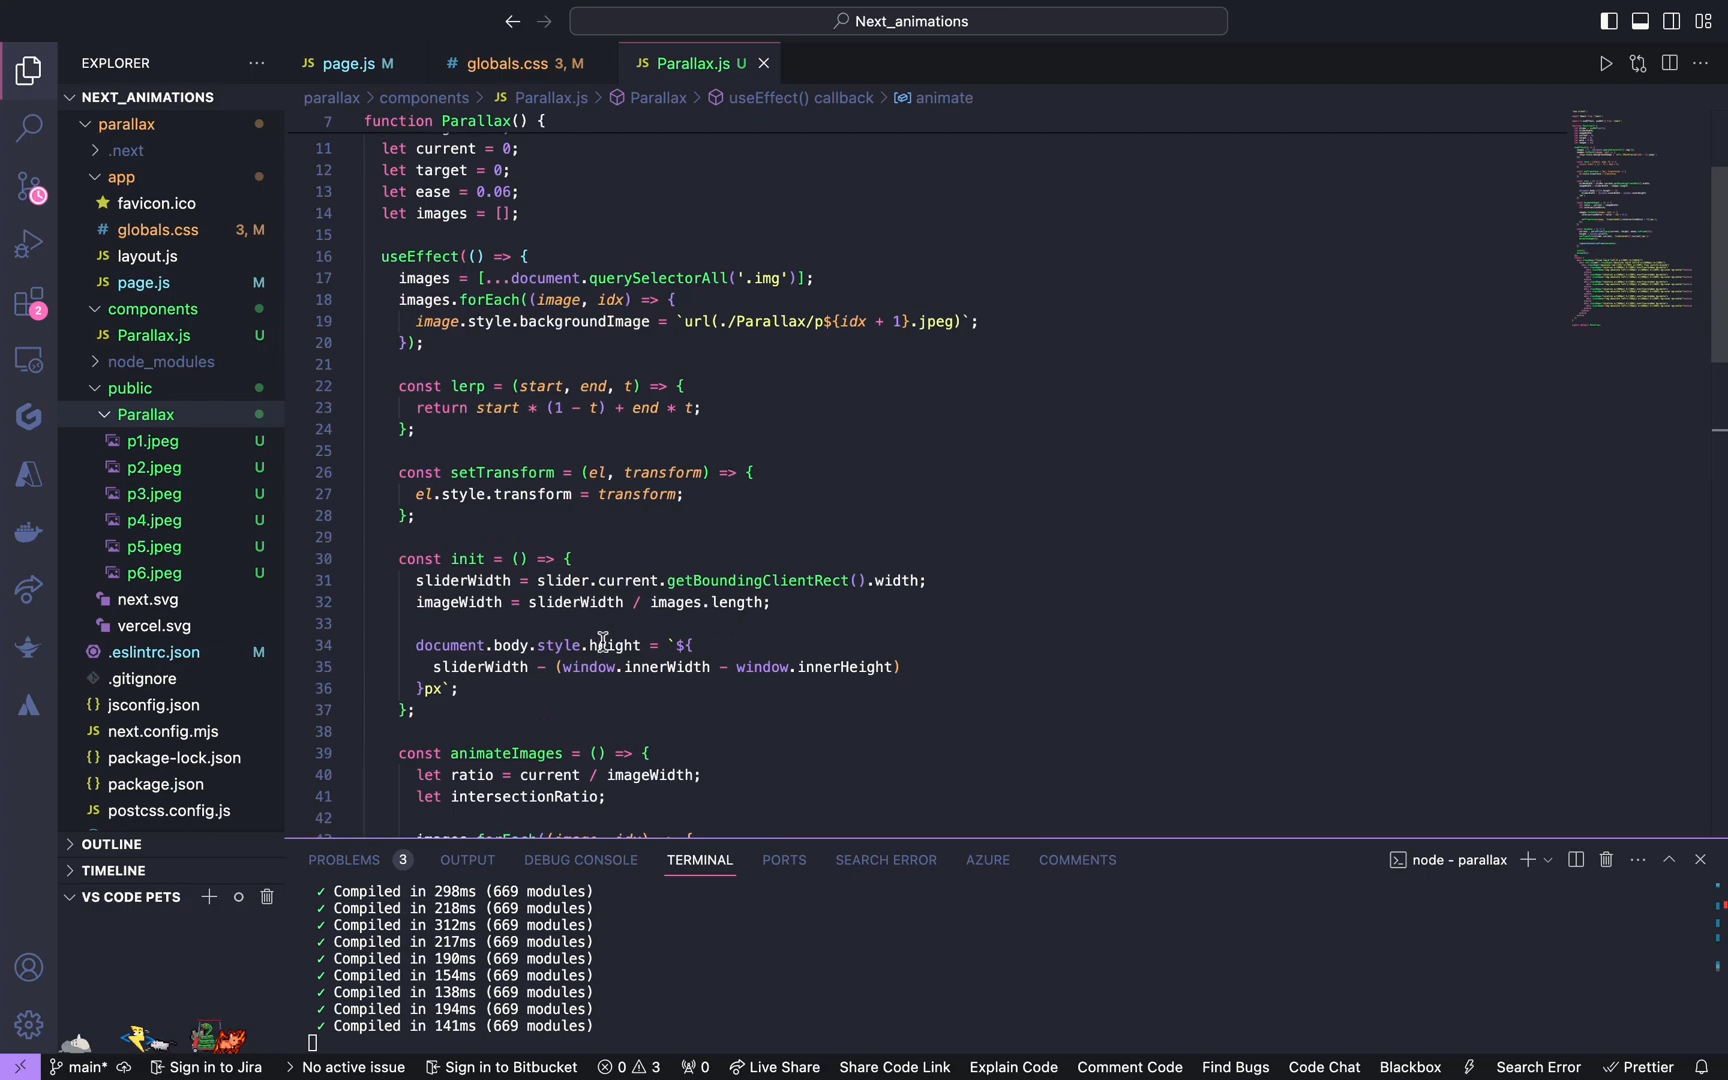 Next_animations
EXPLORER
JS page.js M
# globals.css 3, M
JS Parallax.js U
NEXT_ANIMATIONS
parallax > components > JS Parallax.js > Parallax > useEffect() callback > animate
parallax
.next
app
favicon.ico
# globals.css 3, M
JS layout.js
JS page.js M
components
JS Parallax.js U
node_modules
public
Parallax
p1.jpeg U
p2.jpeg U
p3.jpeg U
p4.jpeg U
p5.jpeg U
p6.jpeg U
next.svg
vercel.svg
.eslintrc.json M
.gitignore
{} jsconfig.json
JS next.config.mjs
{} package-lock.json
{} package.json
JS postcss.config.js
OUTLINE
TIMELINE
VS CODE PETS
2
7 function Parallax() {
11 let current = 0;
12 let target = 0;
13 let ease = 0.06;
14 let images = [];
15
16 useEffect(() => {
17 images = [...document.querySelectorAll('.img')];
18 images.forEach((image, idx) => {
19 image.style.backgroundImage = `url(./Parallax/p${idx + 1}.jpeg)`;
20 });
21
22 const lerp = (start, end, t) => {
23 return start * (1 - t) + end * t;
24 };
25
26 const setTransform = (el, transform) => {
27 el.style.transform = transform;
28 };
29
30 const init = () => {
31 sliderWidth = slider.current.getBoundingClientRect().width;
32 imageWidth = sliderWidth / images.length;
33
34 document.body.style.height = `${
35 sliderWidth - (window.innerWidth - window.innerHeight)
36 }px`;
37 };
38
39 const animateImages = () => {
40 let ratio = current / imageWidth;
41 let intersectionRatio;
42
PROBLEMS 3 OUTPUT DEBUG CONSOLE TERMINAL PORTS SEARCH ERROR AZURE COMMENTS
node - parallax
✓ Compiled in 298ms (669 modules)
✓ Compiled in 218ms (669 modules)
✓ Compiled in 312ms (669 modules)
✓ Compiled in 217ms (669 modules)
✓ Compiled in 190ms (669 modules)
✓ Compiled in 154ms (669 modules)
✓ Compiled in 138ms (669 modules)
✓ Compiled in 194ms (669 modules)
✓ Compiled in 141ms (669 modules)
main* Sign in to Jira > No active issue Sign in to Bitbucket 0 3 0 Live Share Share Code Link Explain Code Comment Code Find Bugs Code Chat Blackbox Search Error Prettier